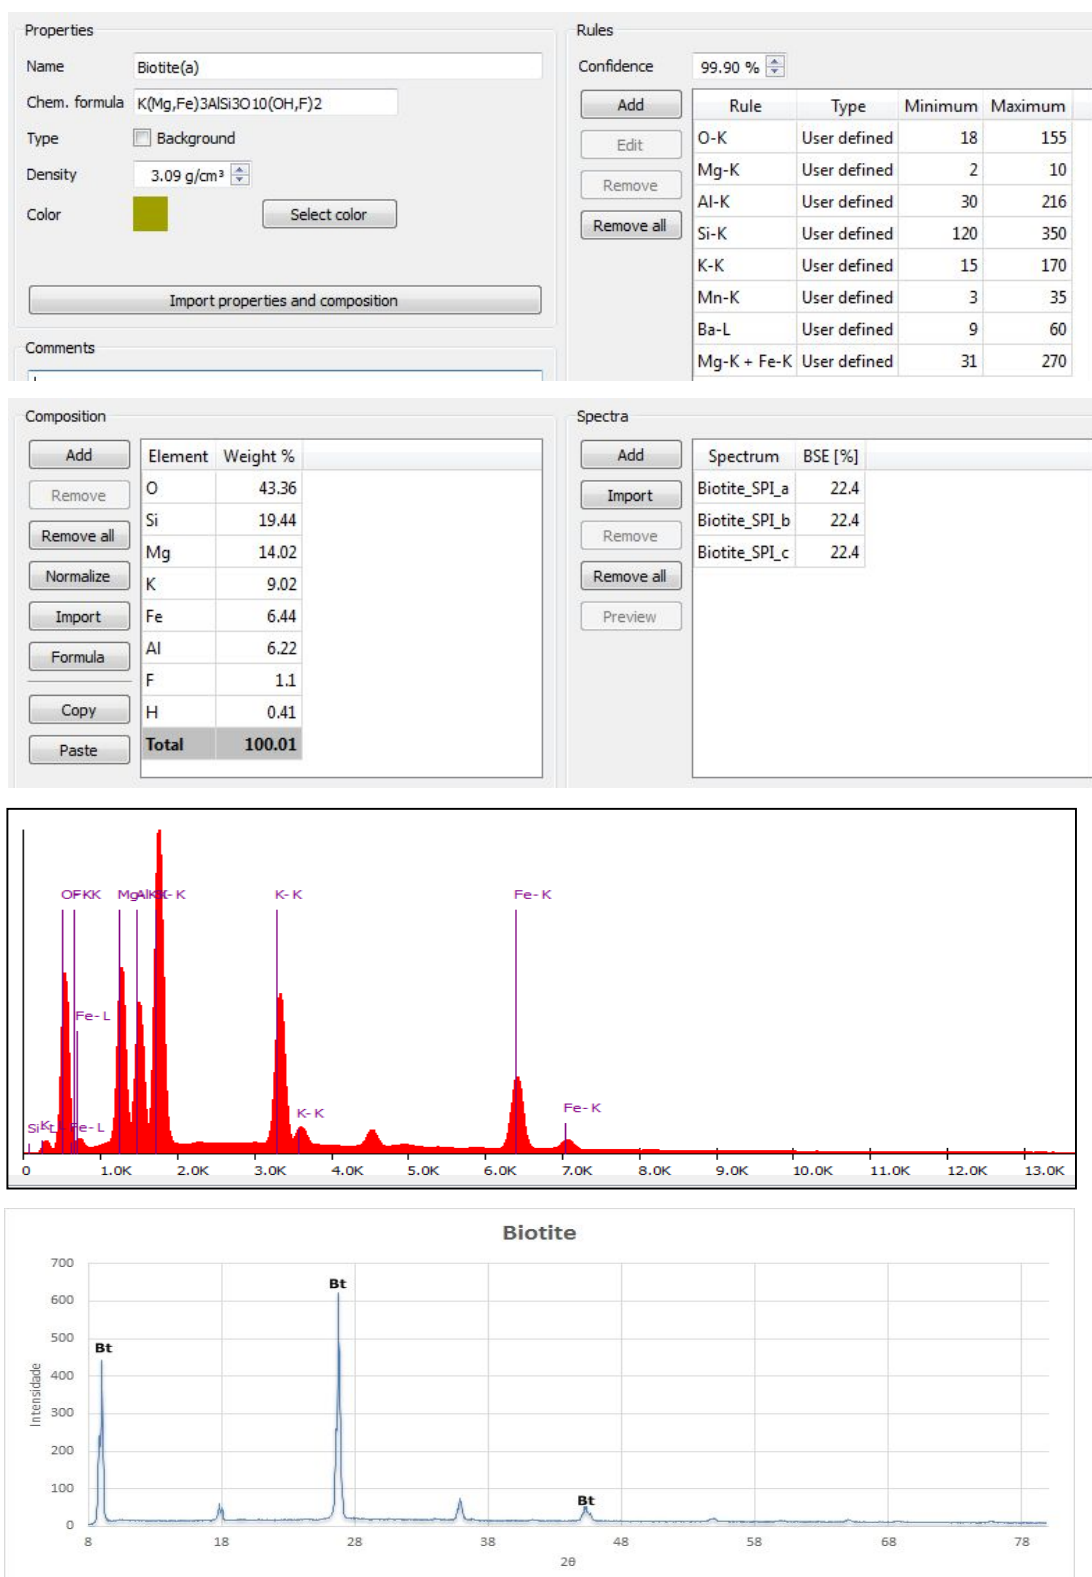 Properties
Name Biotite(a)
Chem. formula K(Mg,Fe)3AlSi3O10(OH,F)2
Type Background
Density 3.09 g/cm³
Color Select color
Import properties and composition
Comments
Rules
Confidence 99.90 %
Add
Edit
Remove
Remove all
Rule Type Minimum Maximum
O-K User defined 18 155
Mg-K User defined 2 10
Al-K User defined 30 216
Si-K User defined 120 350
K-K User defined 15 170
Mn-K User defined 3 35
Ba-L User defined 9 60
Mg-K + Fe-K User defined 31 270
Composition
Add
Remove
Remove all
Normalize
Import
Formula
Copy
Paste
Element Weight %
O 43.36
Si 19.44
Mg 14.02
K 9.02
Fe 6.44
Al 6.22
F 1.1
H 0.41
Total 100.01
Spectra
Add
Import
Remove
Remove all
Preview
Spectrum BSE [%]
Biotite_SPI_a 22.4
Biotite_SPI_b 22.4
Biotite_SPI_c 22.4
K-K Fe-K
Fe-L
K-K Fe-K
Fe-L
0 1.0K 2.0K 3.0K 4.0K 5.0K 6.0K 7.0K 8.0K 9.0K 10.0K 11.0K 12.0K 13.0K
Biotite
700
600
500
400
300
200
100
0
Intensidade
Bt
Bt
Bt
8 18 28 38 48 58 68 78
2θ